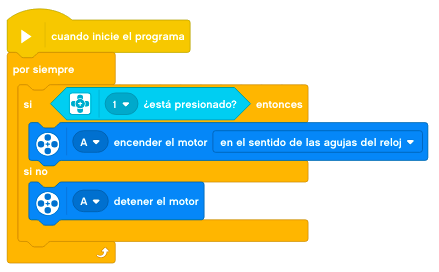 cuando inicie el programa
por siempre
si 1 ¿está presionado? entonces
A encender el motor en el sentido de las agujas del reloj
si no
A detener el motor